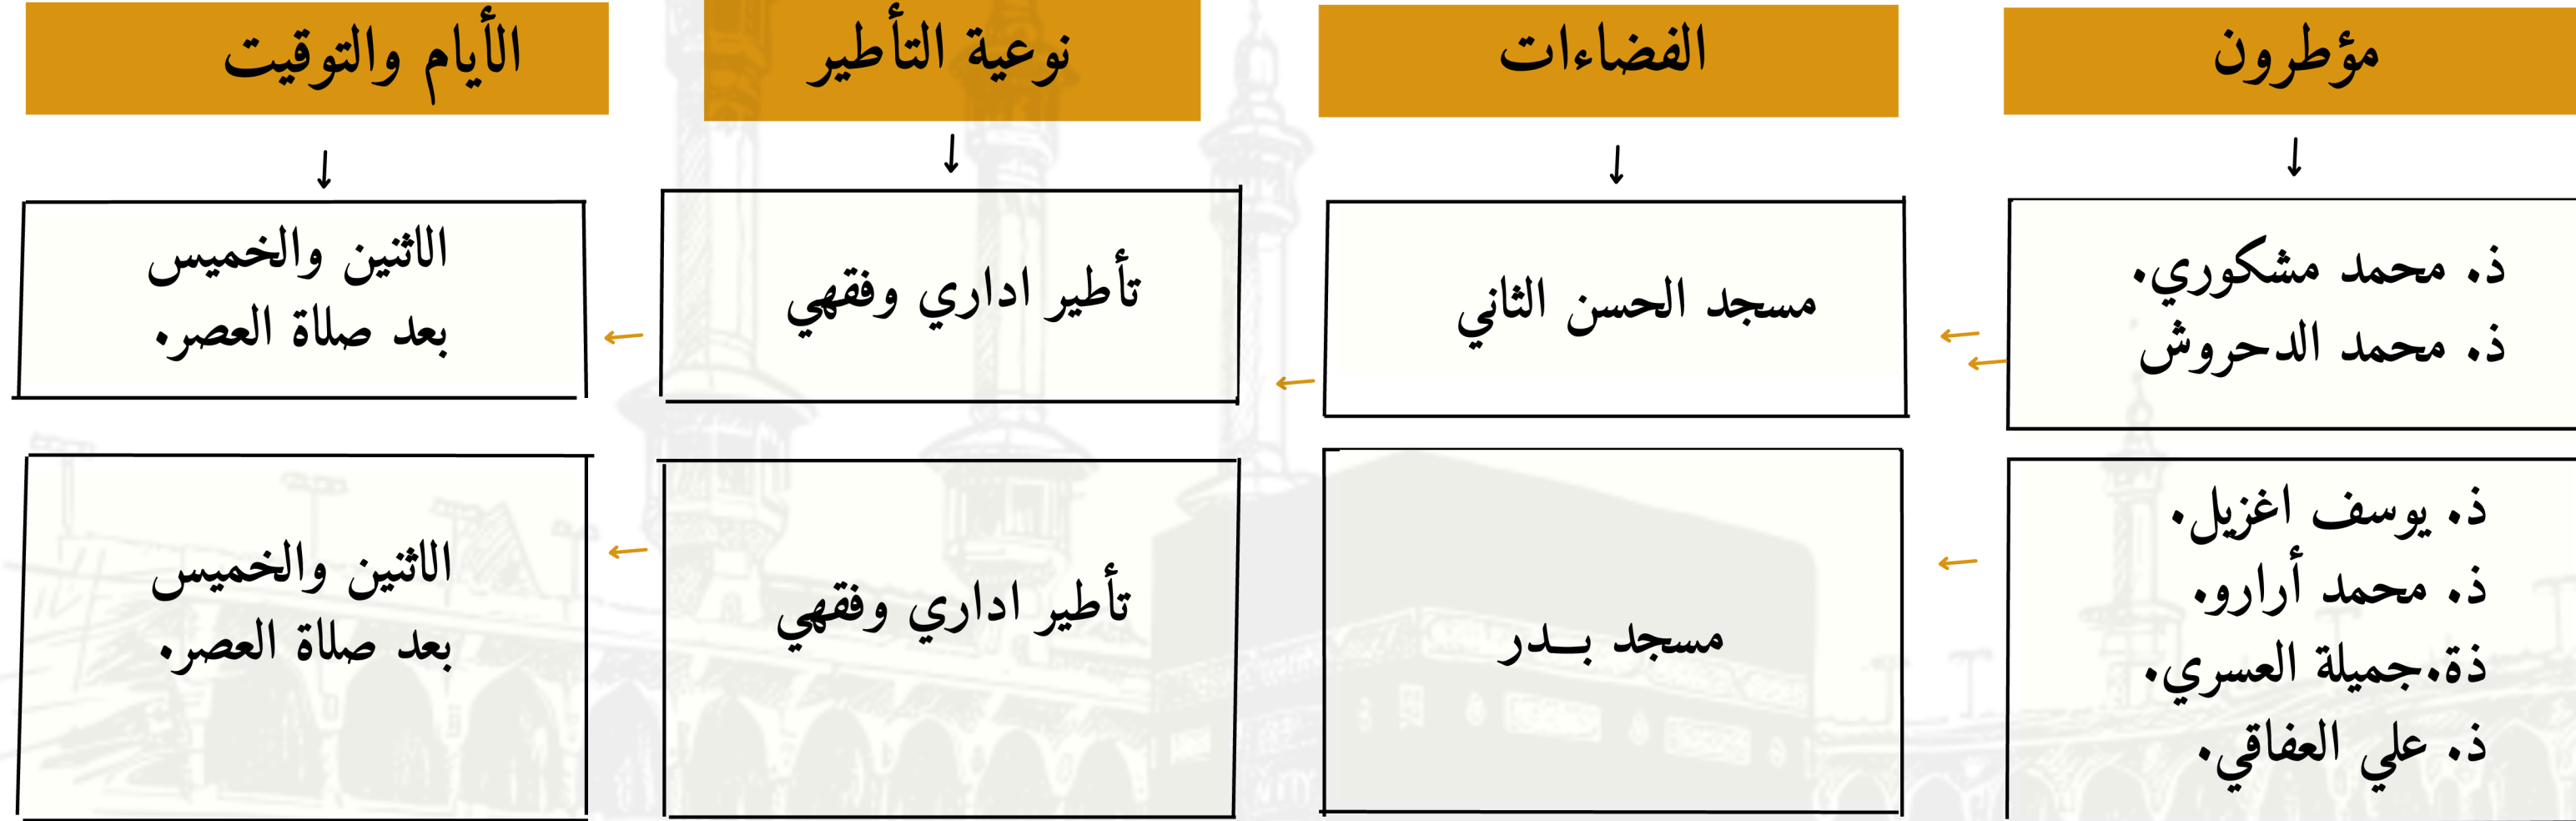 مؤطرون
الفضاءات
نوعية التأطير
الأيام والتوقيت
ذ. محمد مشكوري.
ذ. محمد الدحروش
مسجد الحسن الثاني
تأطير اداري وفقهي
الاثنين والخميس
بعد صلاة العصر.
ذ. يوسف اغزيل.
ذ. محمد أرارو.
ذة.جميلة العسري.
ذ. علي العفاقي.
مسجد بــدر
تأطير اداري وفقهي
الاثنين والخميس
بعد صلاة العصر.